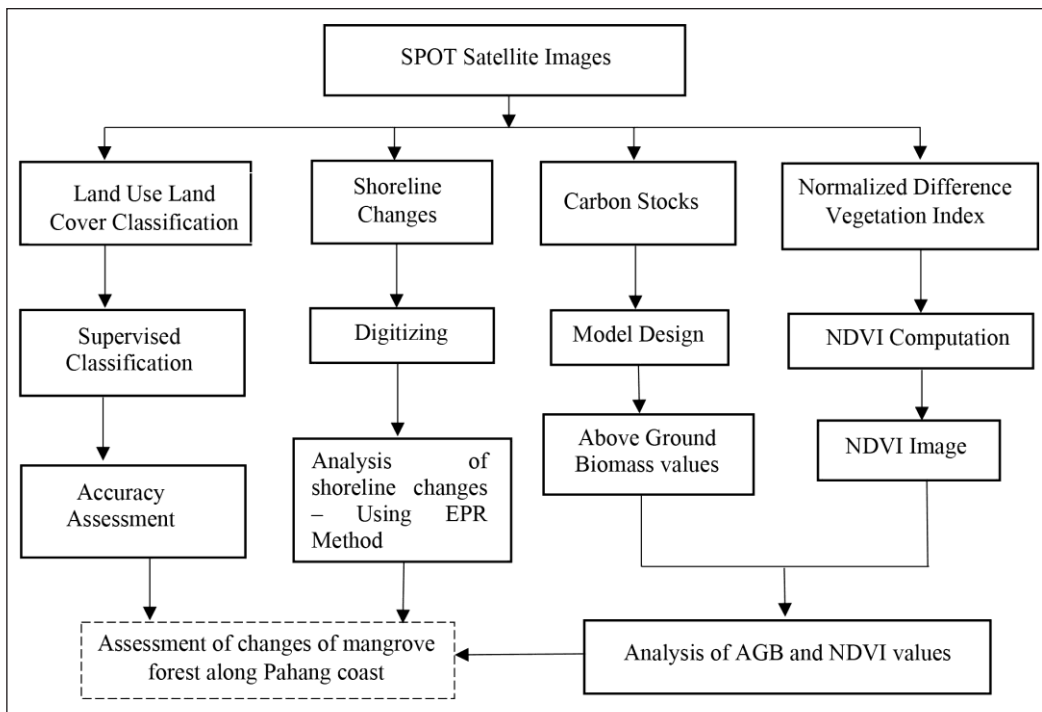 SPOT Satellite Images
Land Use Land
Cover Classification
Shoreline
Changes
Carbon Stocks
Normalized Difference
Vegetation Index
Supervised
Classification
Digitizing
Model Design
NDVI Computation
Accuracy
Assessment
Analysis of
shoreline changes
– Using EPR
Method
Above Ground
Biomass values
NDVI Image
Assessment of changes of mangrove
forest along Pahang coast
Analysis of AGB and NDVI values